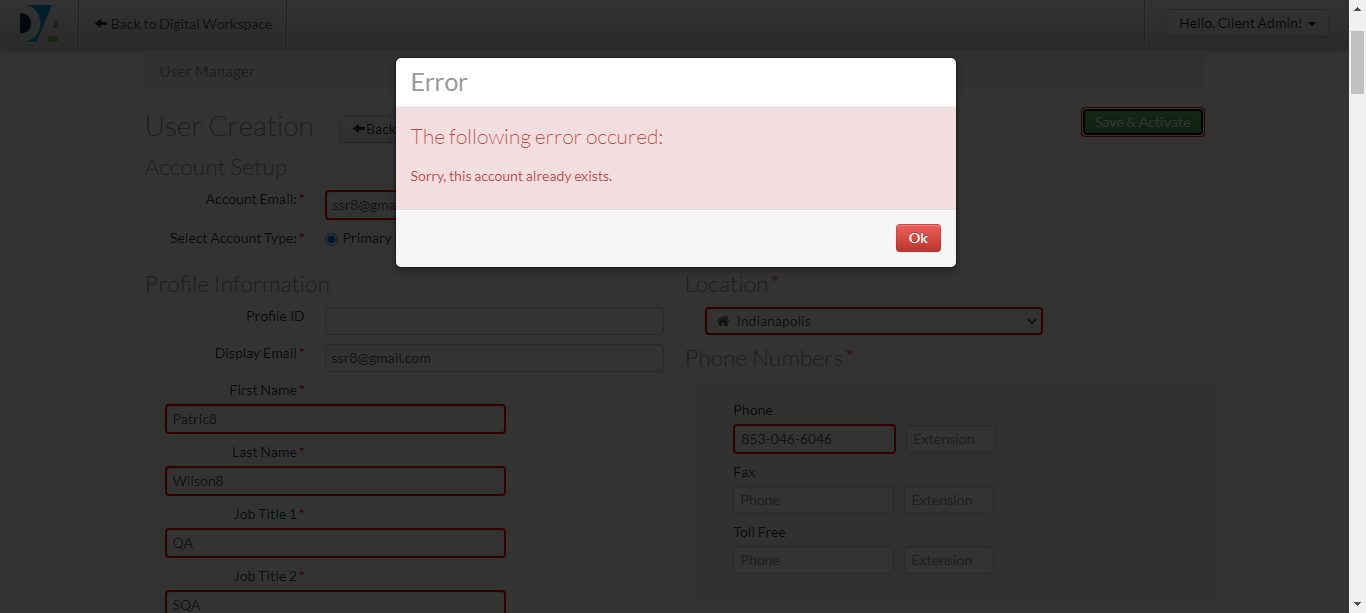 DA
Back to Digital Workspace
Hello, Client Admin!
User Manager
Error
The following error occured:
Sorry, this account already exists.
Ok
User Creation
Back
Save & Activate
Account Setup
Account Email:*
ssr8@gma
Select Account Type:*
Primary
Profile Information
Profile ID
Display Email*
ssr8@gmail.com
First Name*
Patric8
Last Name*
Wilson8
Job Title 1*
QA
Job Title 2*
SQA
Location*
Indianapolis
Phone Numbers*
Phone
853-046-6046
Extension
Fax
Phone
Extension
Toll Free
Phone
Extension